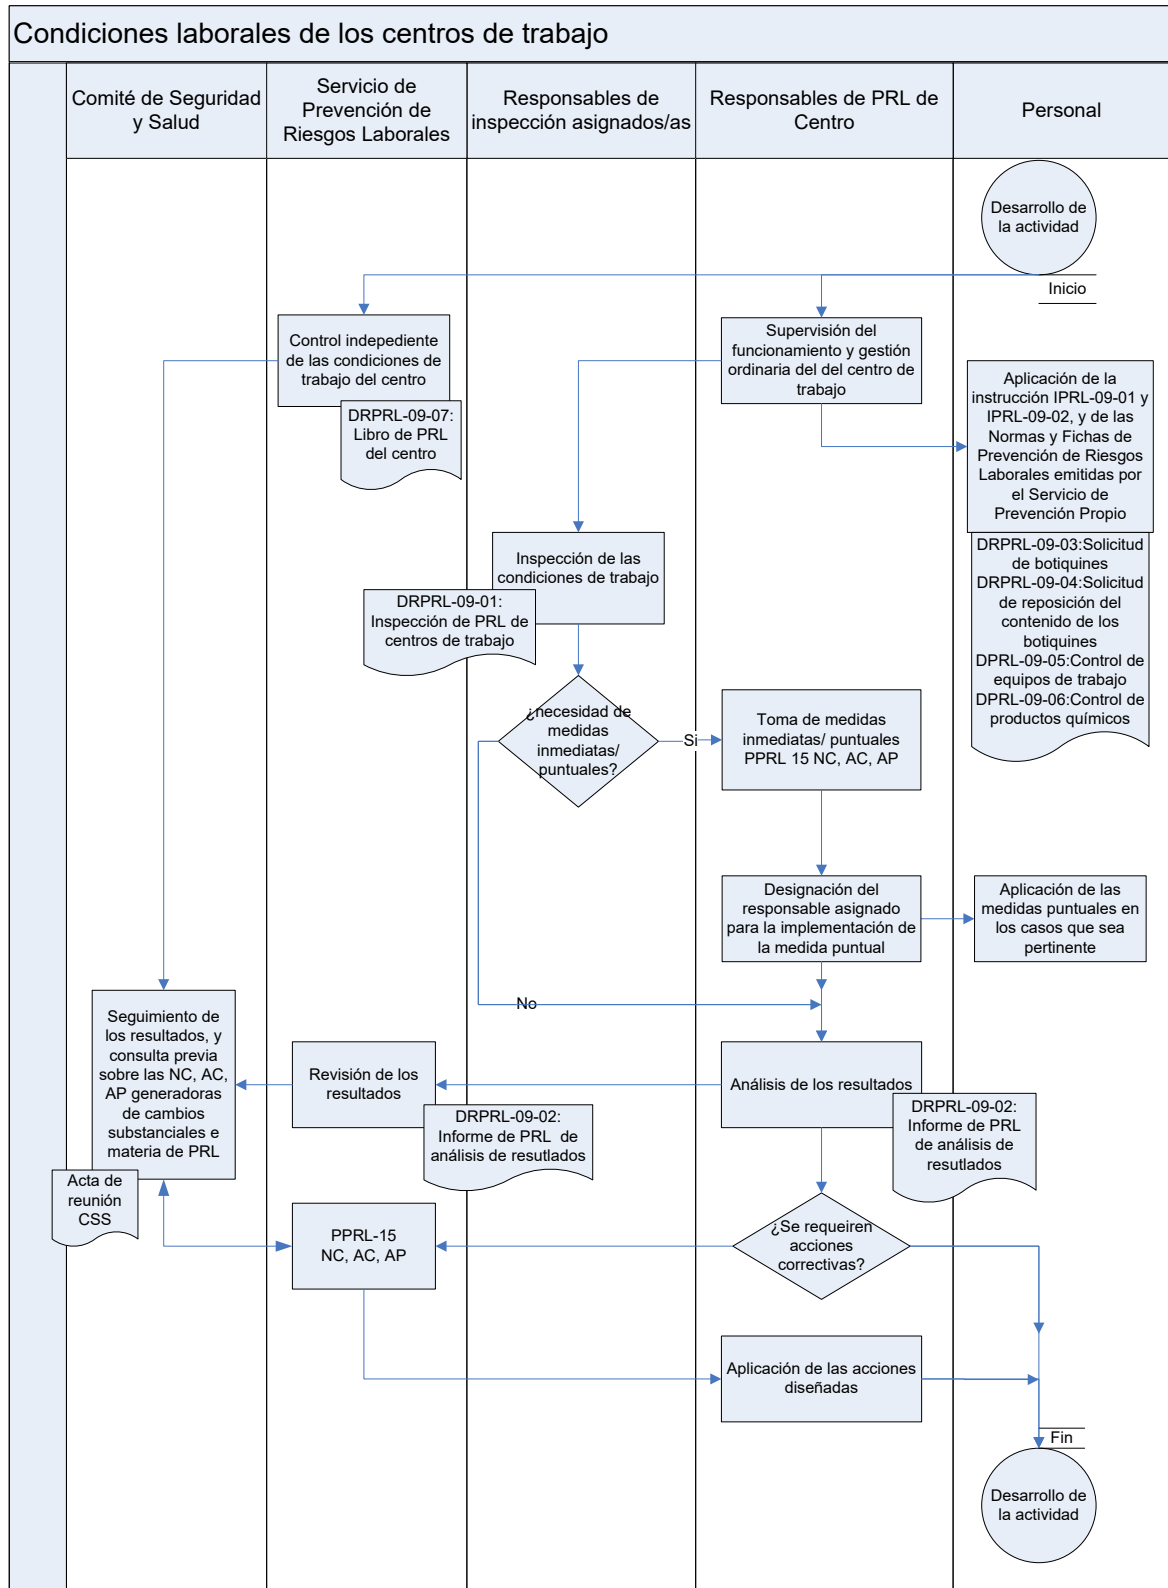 Condiciones laborales de los centros de trabajo
Comité de Seguridad
y Salud
Servicio de
Prevención de
Riesgos Laborales
Responsables de
inspección asignados/as
Responsables de PRL de
Centro
Personal
Desarrollo de
la actividad
Inicio
Control indepediente
de las condiciones de
trabajo del centro
DRPRL-09-07:
Libro de PRL
del centro
Supervisión del
funcionamiento y gestión
ordinaria del del centro de
trabajo
Aplicación de la
instrucción IPRL-09-01 y
IPRL-09-02, y de las
Normas y Fichas de
Prevención de Riesgos
Laborales emitidas por
el Servicio de
Prevención Propio
DRPRL-09-03:Solicitud
de botiquines
DRPRL-09-04:Solicitud
de reposición del
contenido de los
botiquines
DPRL-09-05:Control de
equipos de trabajo
DPRL-09-06:Control de
productos químicos
Inspección de las
condiciones de trabajo
DRPRL-09-01:
Inspección de PRL de
centros de trabajo
¿necesidad de
medidas
inmediatas/
puntuales?
Si
Toma de medidas
inmediatas/ puntuales
PPRL 15 NC, AC, AP
Designación del
responsable asignado
para la implementación de
la medida puntual
Aplicación de las
medidas puntuales en
los casos que sea
pertinente
No
Seguimiento de
los resultados, y
consulta previa
sobre las NC, AC,
AP generadoras
de cambios
substanciales e
materia de PRL
Acta de
reunión
CSS
Revisión de los
resultados
DRPRL-09-02:
Informe de PRL  de
análisis de resutlados
Análisis de los resultados
DRPRL-09-02:
Informe de PRL
de análisis de
resutlados
PPRL-15
NC, AC, AP
¿Se requeiren
acciones
correctivas?
Aplicación de las acciones
diseñadas
Fin
Desarrollo de
la actividad